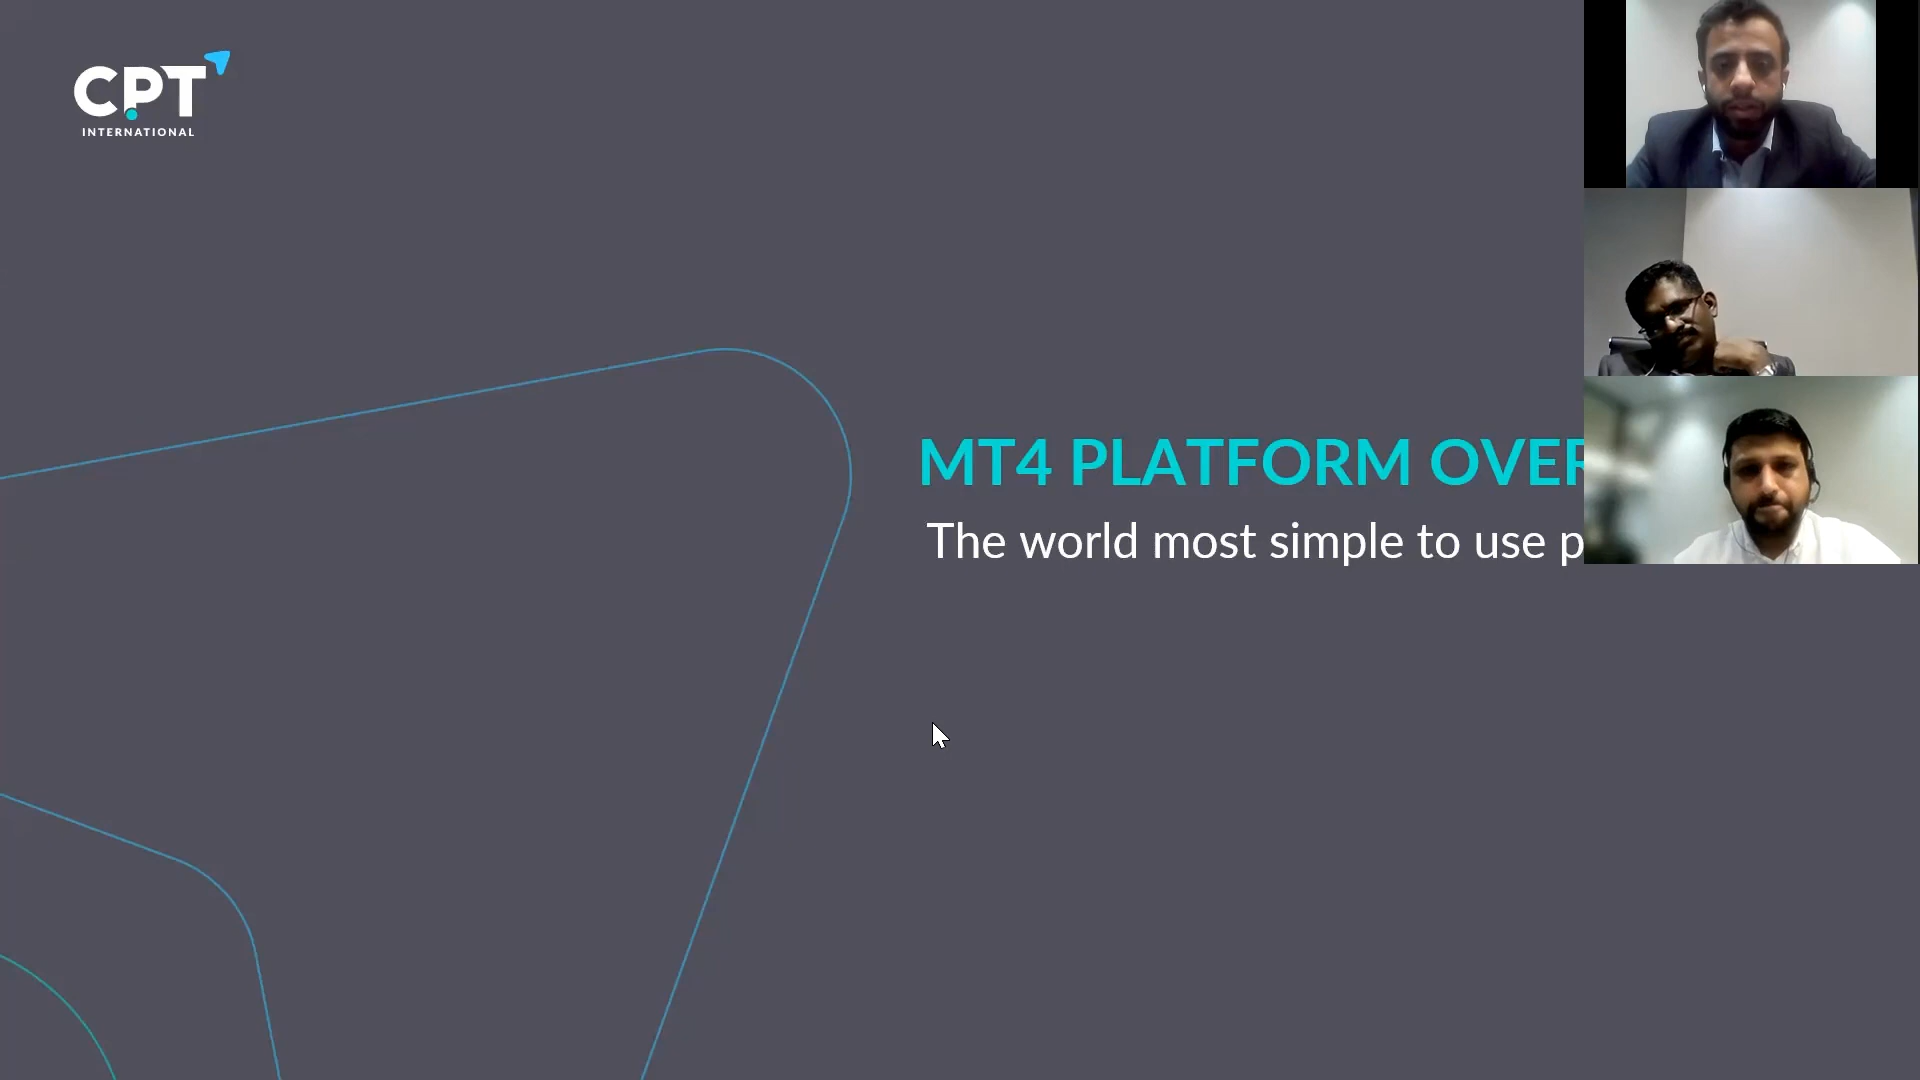 CPT
INTERNATIONAL
MT4 PLATFORM OVER
The world most simple to use p